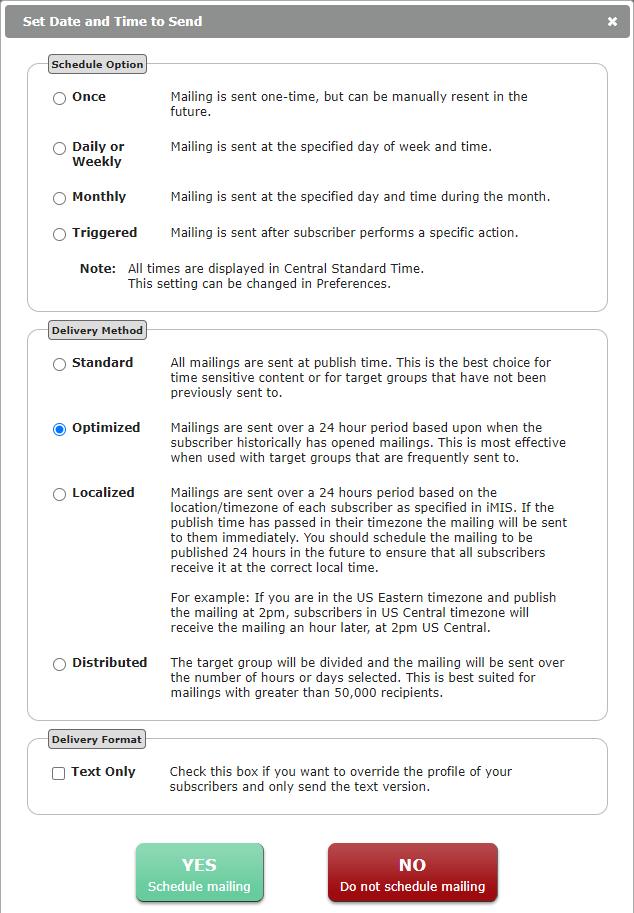 Set Date and Time to Send
Schedule Option
Once
Mailing is sent one-time, but can be manually resent in the
future.
Daily or
Weekly
Mailing is sent at the specified day of week and time.
Monthly
Mailing is sent at the specified day and time during the month.
Triggered
Mailing is sent after subscriber performs a specific action.
Note: All times are displayed in Central Standard Time.
This setting can be changed in Preferences.
Delivery Method
Standard
All mailings are sent at publish time. This is the best choice for
time sensitive content or for target groups that have not been
previously sent to.
Optimized
Mailings are sent over a 24 hour period based upon when the
subscriber historically has opened mailings. This is most effective
when used with target groups that are frequently sent to.
Localized
Mailings are sent over a 24 hours period based on the
location/timezone of each subscriber as specified in iMIS. If the
publish time has passed in their timezone the mailing will be sent
to them immediately. You should schedule the mailing to be
published 24 hours in the future to ensure that all subscribers
receive it at the correct local time.
For example: If you are in the US Eastern timezone and publish
the mailing at 2pm, subscribers in US Central timezone will
receive the mailing an hour later, at 2pm US Central.
Distributed
The target group will be divided and the mailing will be sent over
the number of hours or days selected. This is best suited for
mailings with greater than 50,000 recipients.
Delivery Format
Text Only
Check this box if you want to override the profile of your
subscribers and only send the text version.
YES
Schedule mailing
NO
Do not schedule mailing